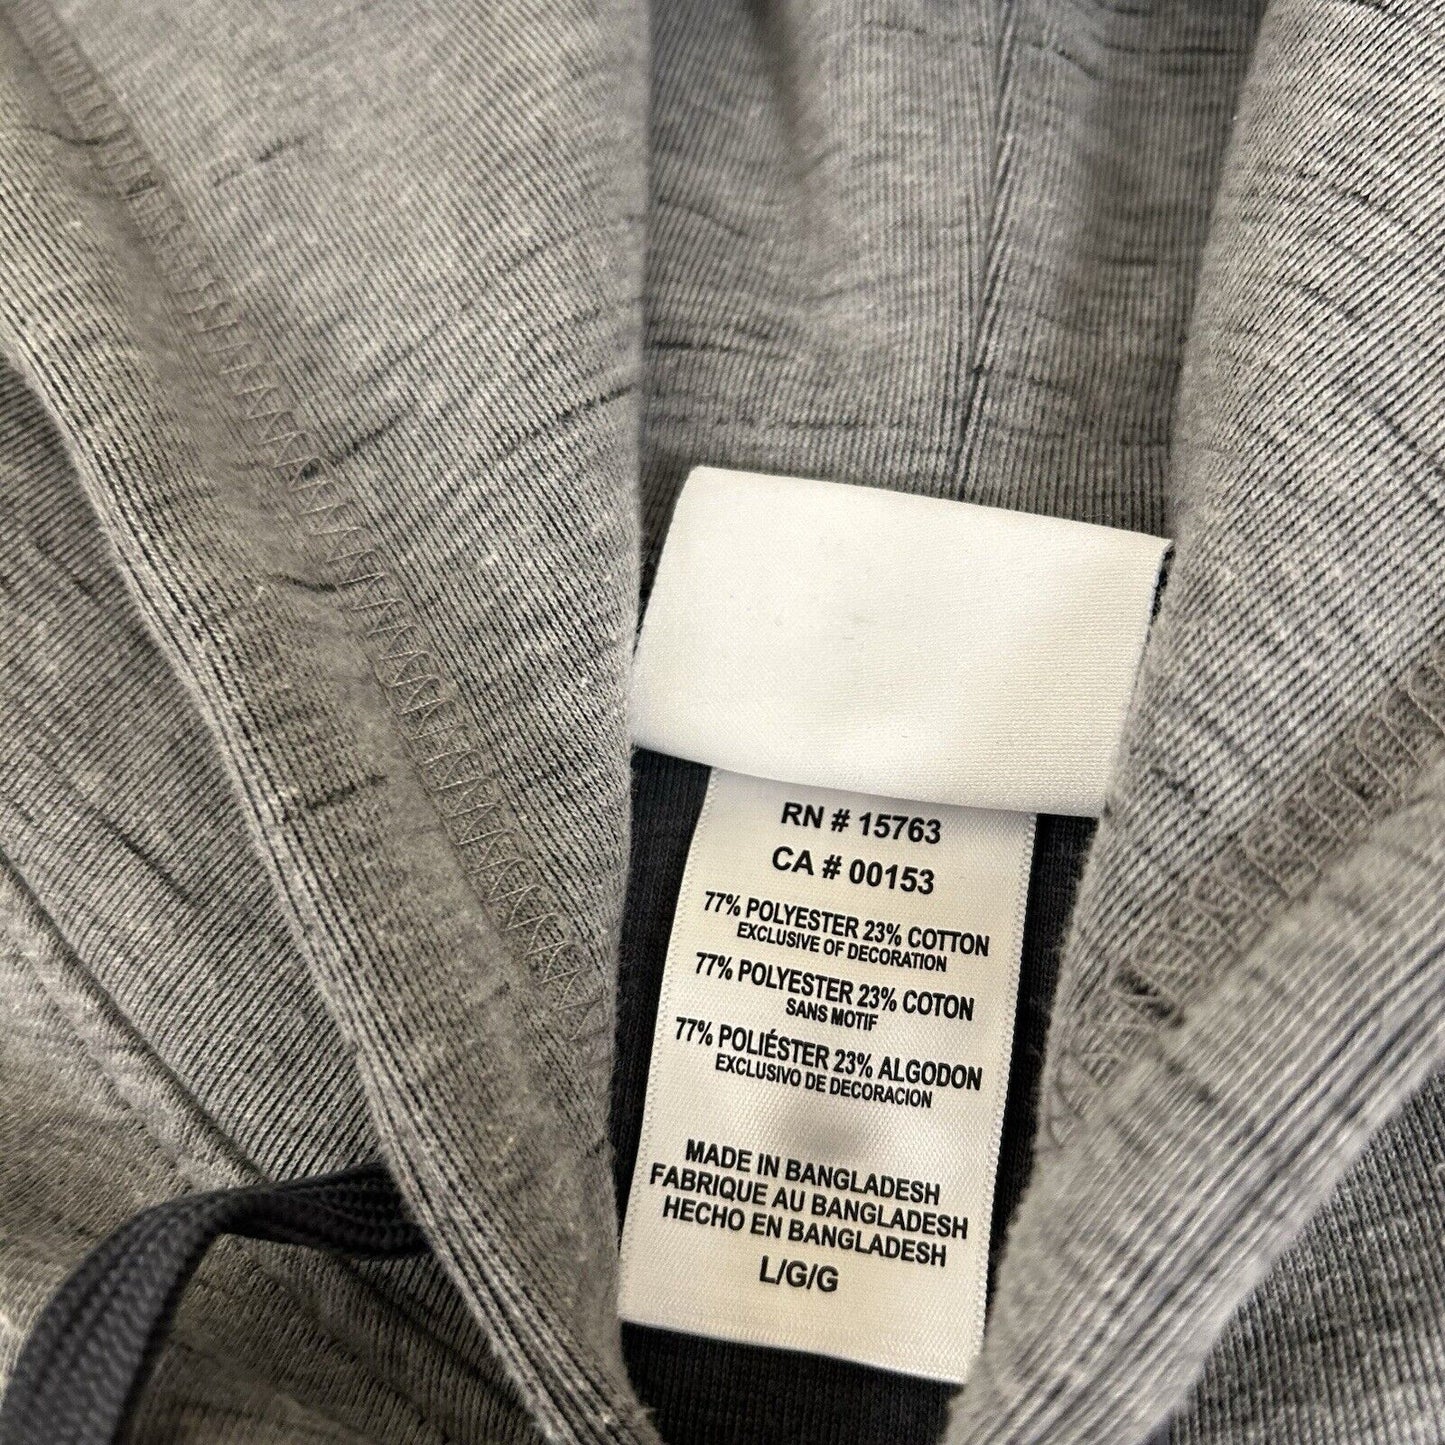 RN # 15763
CA # 00153
77% POLYESTER 23% COTTON
EXCLUSIVE OF DECORATION
77% POLYESTER 23% COTON
SANS MOTIF
77% POLIÉSTER 23% ALGODON
EXCLUSIVO DE DECORACION
MADE IN BANGLADESH
FABRIQUE AU BANGLADESH
HECHO EN BANGLADESH
L/G/G